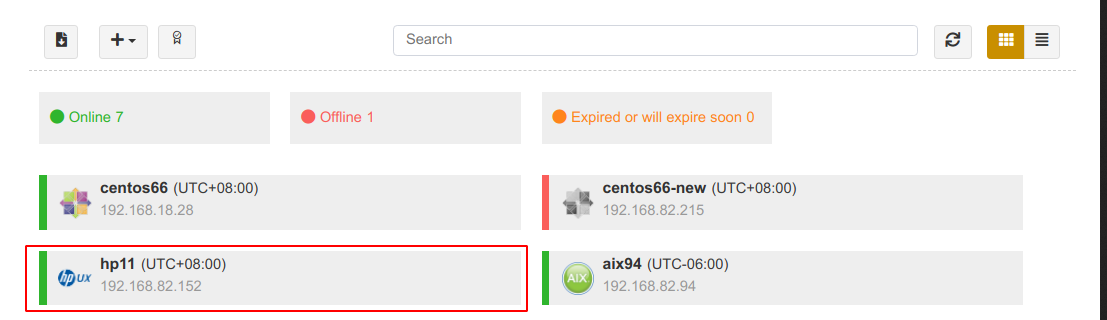 Search
Online 7
Offline 1
Expired or will expire soon 0
centos66 (UTC+08:00)
192.168.18.28
centos66-new (UTC+08:00)
192.168.82.215
hp UX
hp11 (UTC+08:00)
192.168.82.152
AIX
aix94 (UTC-06:00)
192.168.82.94